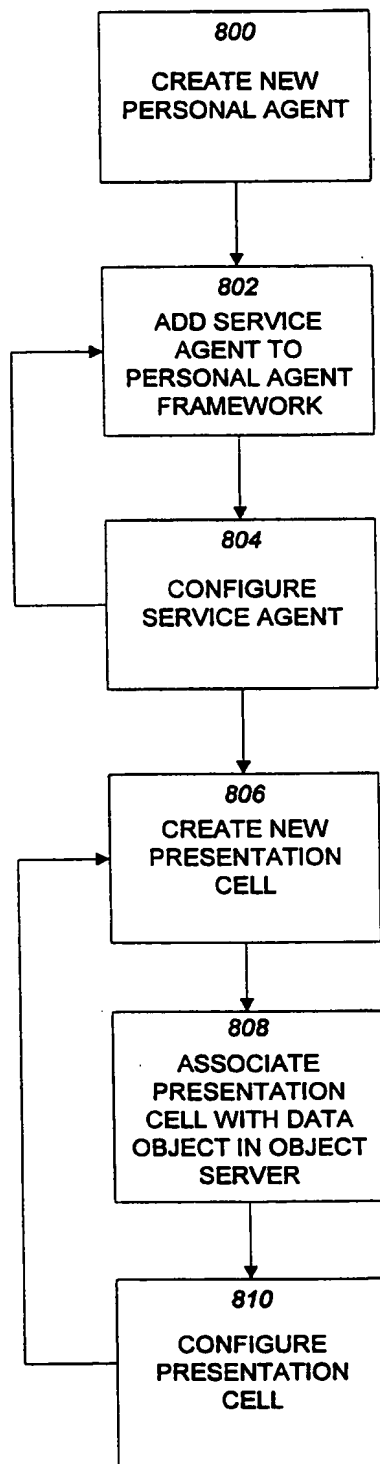 800
CREATE NEW
PERSONAL AGENT
802
ADD SERVICE
AGENT TO
PERSONAL AGENT
FRAMEWORK
804
CONFIGURE
SERVICE AGENT
806
CREATE NEW
PRESENTATION
CELL
808
ASSOCIATE
PRESENTATION
CELL WITH DATA
OBJECT IN OBJECT
SERVER
810
CONFIGURE
PRESENTATION
CELL